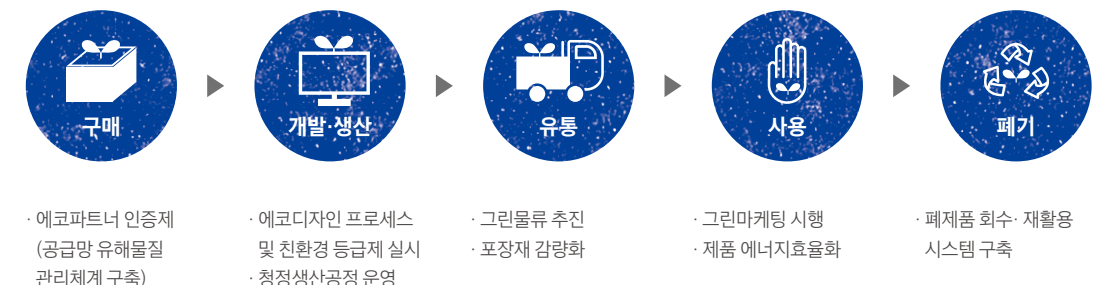 구매
개발·생산
유통
사용
폐기
· 에코파트너 인증제
(공급망 유해물질
관리체계 구축)
· 에코디자인 프로세스
및 친환경 등급제 실시
· 청정생산공정 운영
· 그린물류 추진
· 포장재 감량화
· 그린마케팅 시행
· 제품 에너지효율화
· 폐제품 회수· 재활용
시스템 구축